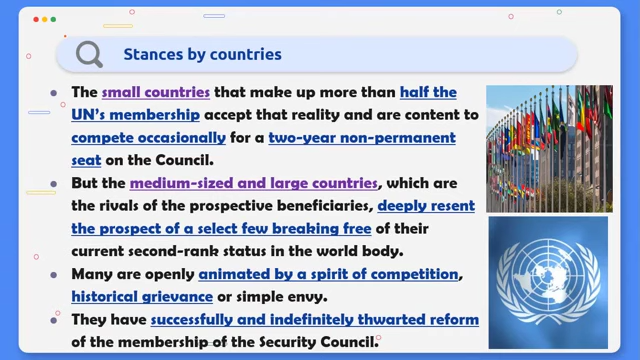 Stances by countries
The small countries that make up more than half the
UN's membership accept that reality and are content to
compete occasionally for a two-year non-permanent
seat on the Council.
But the medium-sized and large countries, which are
the rivals of the prospective beneficiaries, deeply resent
the prospect of a select few breaking free of their
current second-rank status in the world body.
Many are openly animated by a spirit of competition,
historical grievance or simple envy.
They have successfully and indefinitely thwarted reform
of the membership of the Security Council.